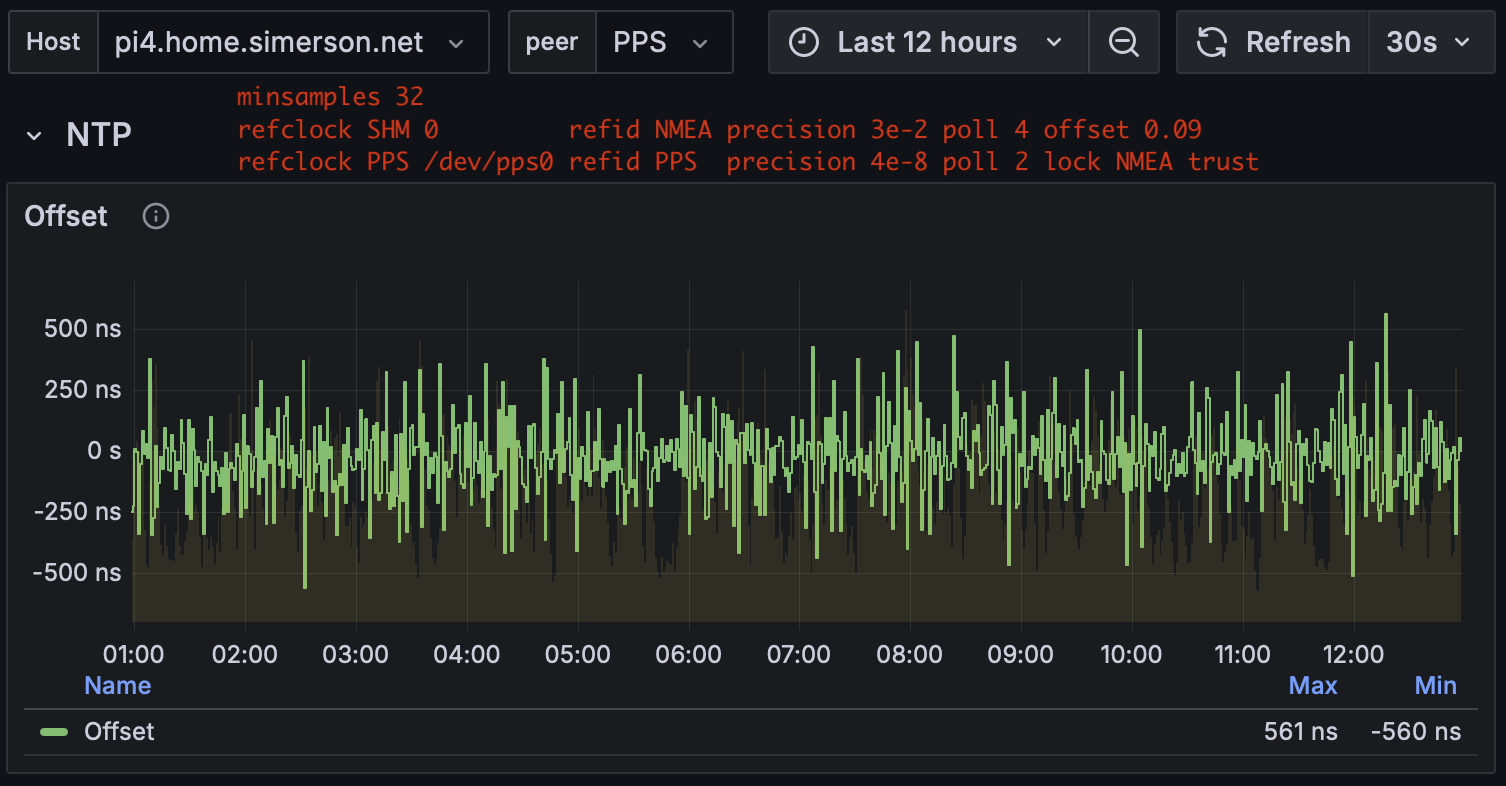 Host pi4.home.simerson.net peer PPS Last 12 hours Refresh 30s
minsamples 32
NTP
refclock SHM 0 refid NMEA precision 3e-2 poll 4 offset 0.09
refclock PPS /dev/pps0 refid PPS precision 4e-8 poll 2 lock NMEA trust
Offset
500 ns
250 ns
0 s
-250 ns
-500 ns
01:00 02:00 03:00 04:00 05:00 06:00 07:00 08:00 09:00 10:00 11:00 12:00
Name Max Min
Offset 561 ns -560 ns